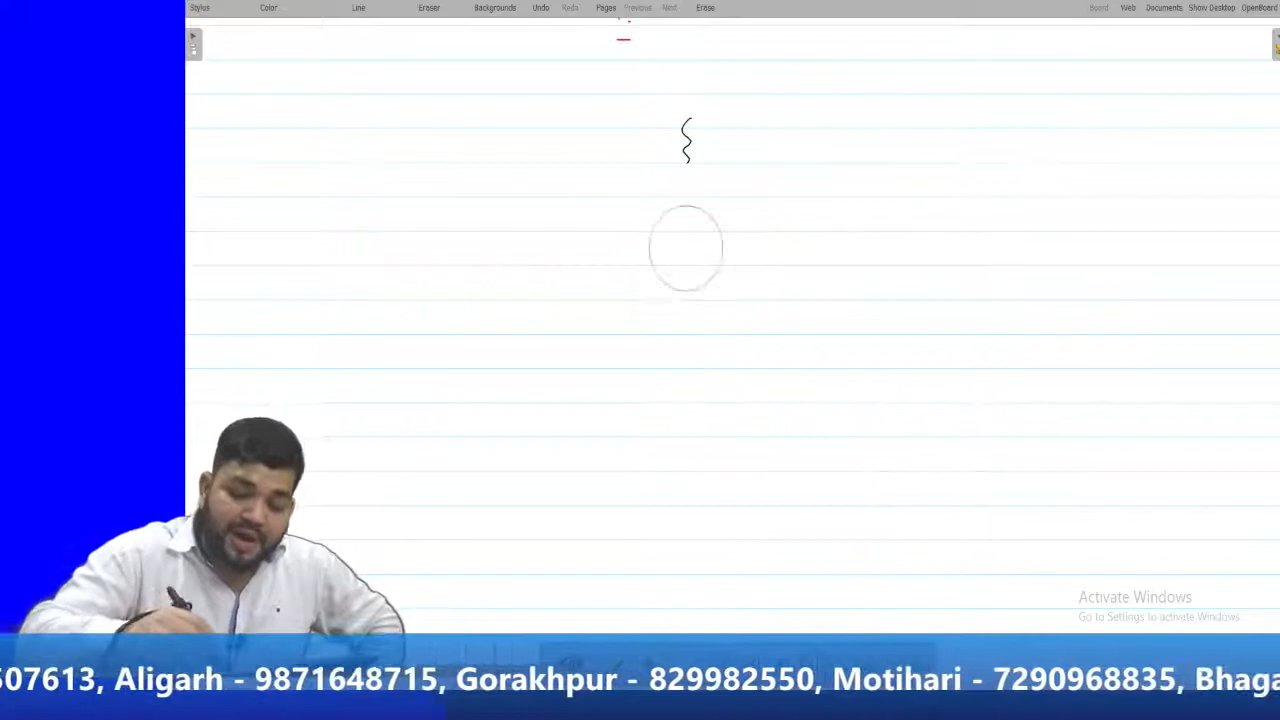 Stylus Color Line Eraser Backgrounds Undo Redo Pages Previous Next Erase Board Web Documents Show Desktop OpenBoard
Activate Windows
Go to Settings to activate Windows.
507613, Aligarh - 9871648715, Gorakhpur - 829982550, Motihari - 7290968835, Bhaga